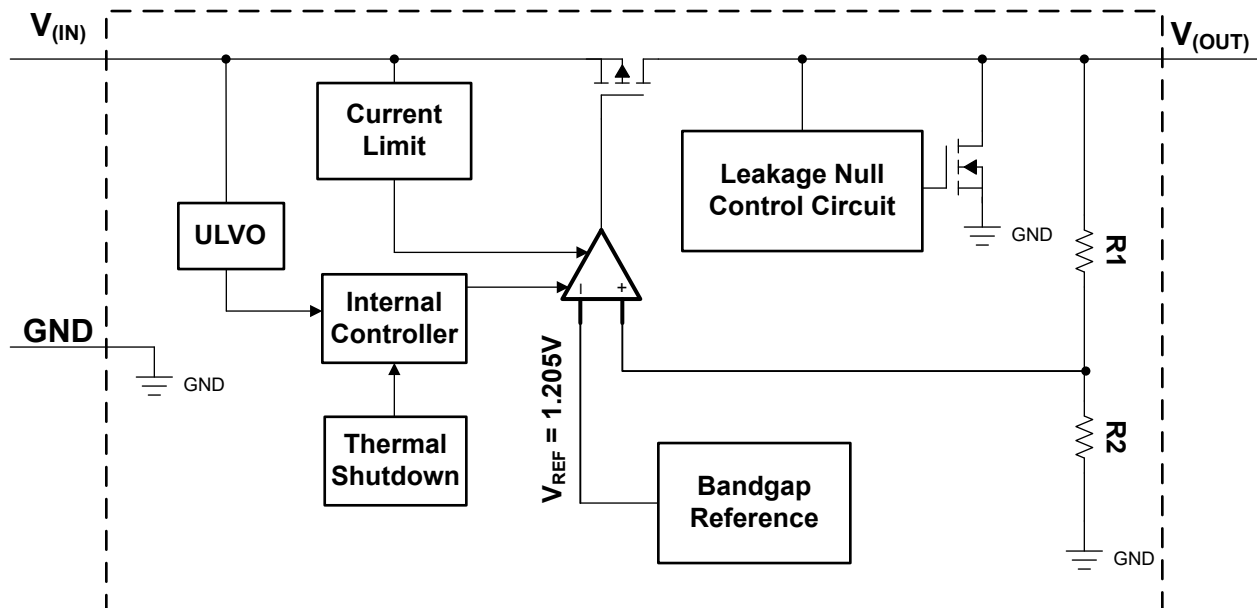 V(IN)
V(OUT)
Current
Limit
Leakage Null
Control Circuit
GND
ULVO
R1
Internal
Controller
− +
GND
GND
VREF = 1.205V
Thermal
Shutdown
R2
Bandgap
Reference
GND